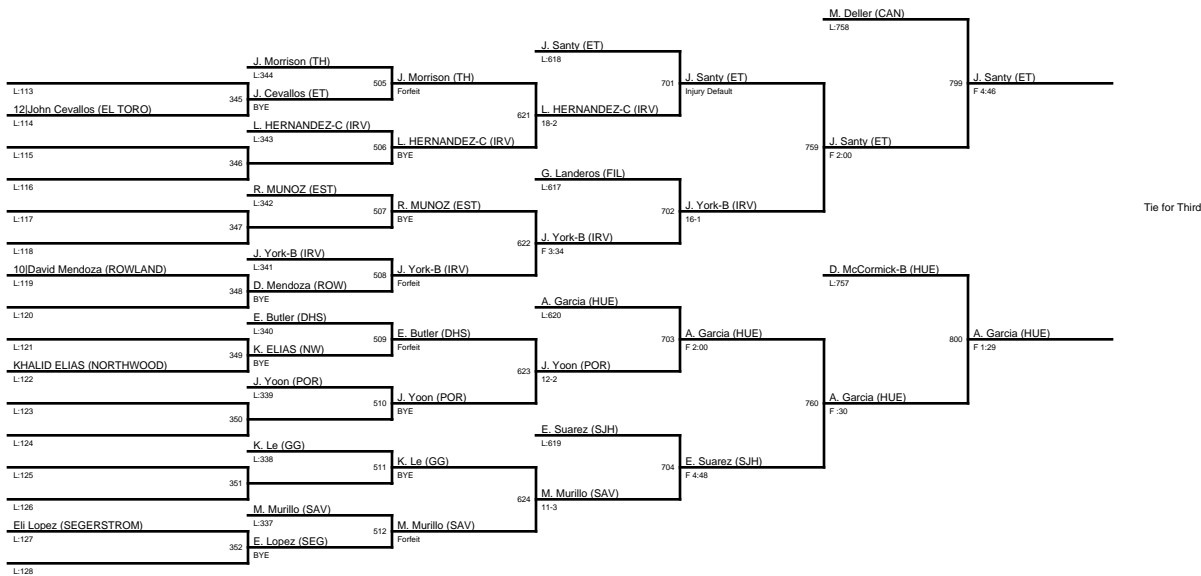 M. Deller (CAN)
L:758
J. Santy (ET)
L:618
J. Morrison (TH)
L:344
701
J. Santy (ET)
Injury Default
799
J. Santy (ET)
F 4:46
505
J. Morrison (TH)
Forfeit
L:113
345
J. Cevallos (ET)
BYE
12|John Cevallos (EL TORO)
L:114
621
L. HERNANDEZ-C (IRV)
18-2
L. HERNANDEZ-C (IRV)
L:343
L:115
506
L. HERNANDEZ-C (IRV)
BYE
759
J. Santy (ET)
F 2:00
346
L:116
G. Landeros (FIL)
L:617
R. MUNOZ (EST)
L:342
L:117
507
R. MUNOZ (EST)
BYE
702
J. York-B (IRV)
16-1
Tie for Third
347
L:118
622
J. York-B (IRV)
F 3:34
J. York-B (IRV)
L:341
10|David Mendoza (ROWLAND)
L:119
508
J. York-B (IRV)
Forfeit
D. McCormick-B (HUE)
L:757
348
D. Mendoza (ROW)
BYE
L:120
A. Garcia (HUE)
L:620
E. Butler (DHS)
L:340
L:121
509
E. Butler (DHS)
Forfeit
703
A. Garcia (HUE)
F 2:00
800
A. Garcia (HUE)
F 1:29
349
K. ELIAS (NW)
BYE
KHALID ELIAS (NORTHWOOD)
L:122
623
J. Yoon (POR)
12-2
J. Yoon (POR)
L:339
L:123
510
J. Yoon (POR)
BYE
760
A. Garcia (HUE)
F :30
350
L:124
E. Suarez (SJH)
L:619
K. Le (GG)
L:338
L:125
511
K. Le (GG)
BYE
704
E. Suarez (SJH)
F 4:48
351
L:126
624
M. Murillo (SAV)
11-3
M. Murillo (SAV)
L:337
Eli Lopez (SEGERSTROM)
L:127
512
M. Murillo (SAV)
Forfeit
352
E. Lopez (SEG)
BYE
L:128